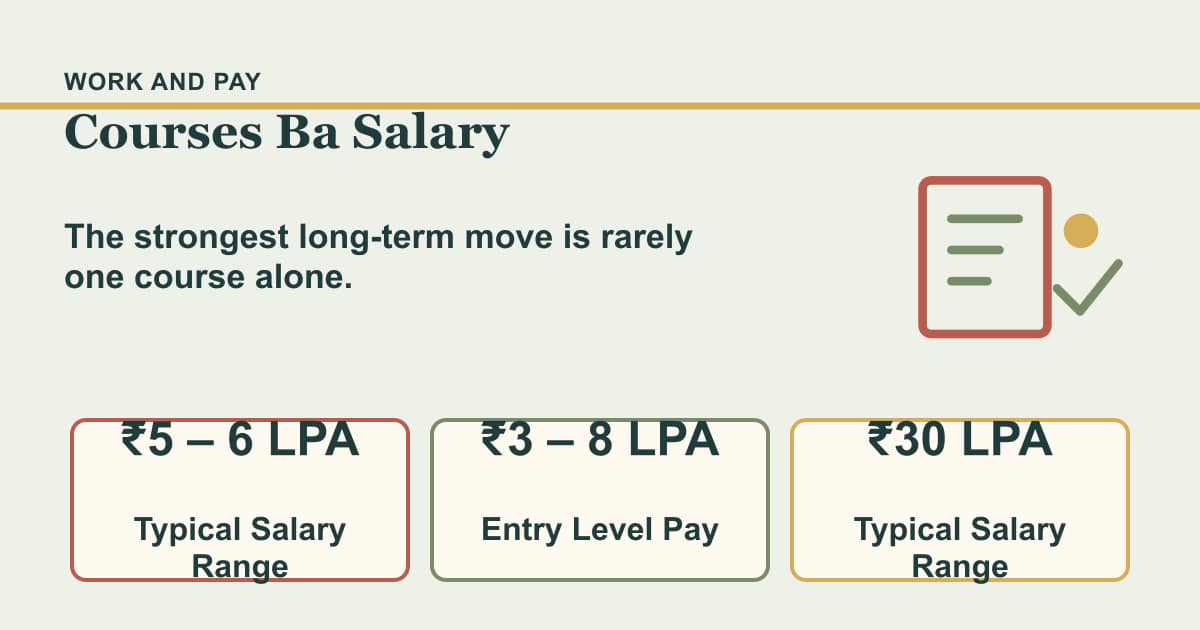 WORK AND PAY
Courses Ba Salary
The strongest long-term move is rarely
one course alone.
₹5 – 6 LPA
Typical Salary
Range
₹3 – 8 LPA
Entry Level Pay
₹30 LPA
Typical Salary
Range